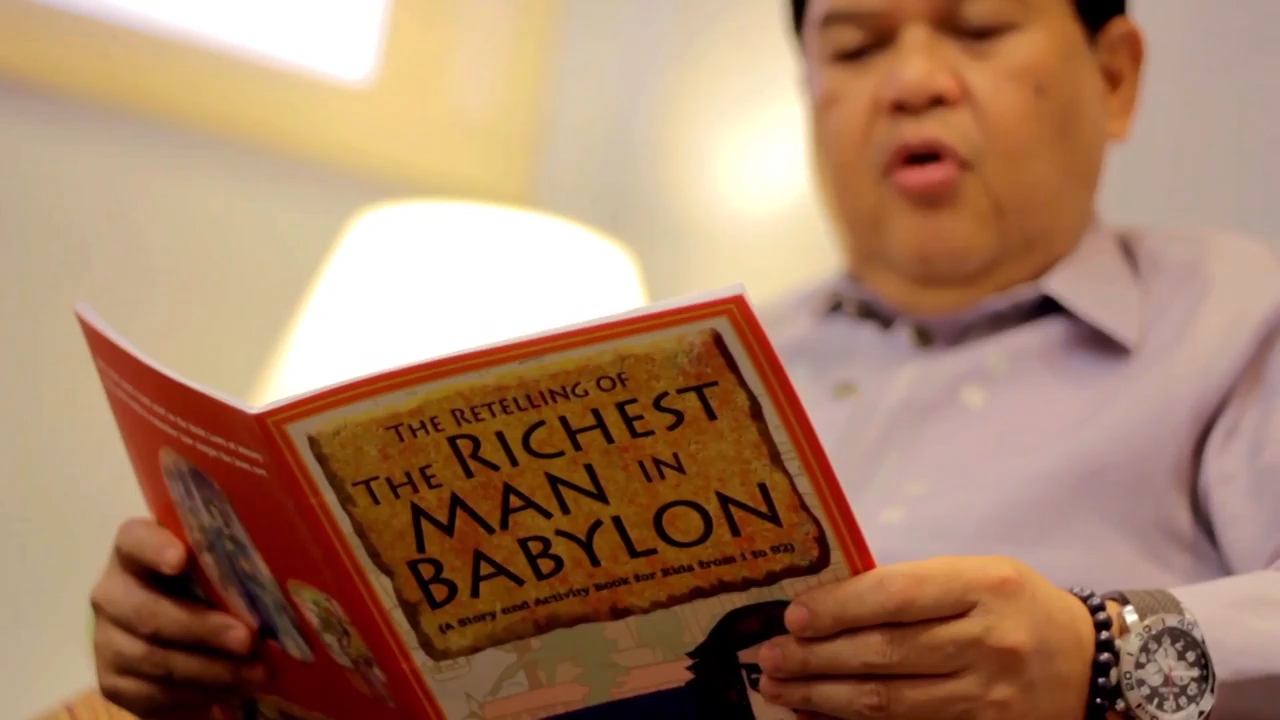 THE RETELLING OF
THE RICHEST
MAN IN
BABYLON
(A Story and Activity Book for Kids from 1 to 92)